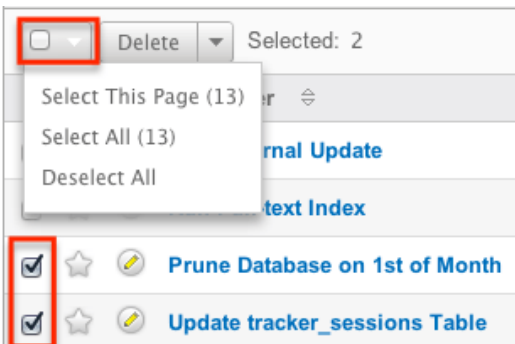 Delete
Selected: 2
Select This Page (13)
Select All (13)
Deselect All
rnal Update
text Index
Prune Database on 1st of Month
Update tracker_sessions Table